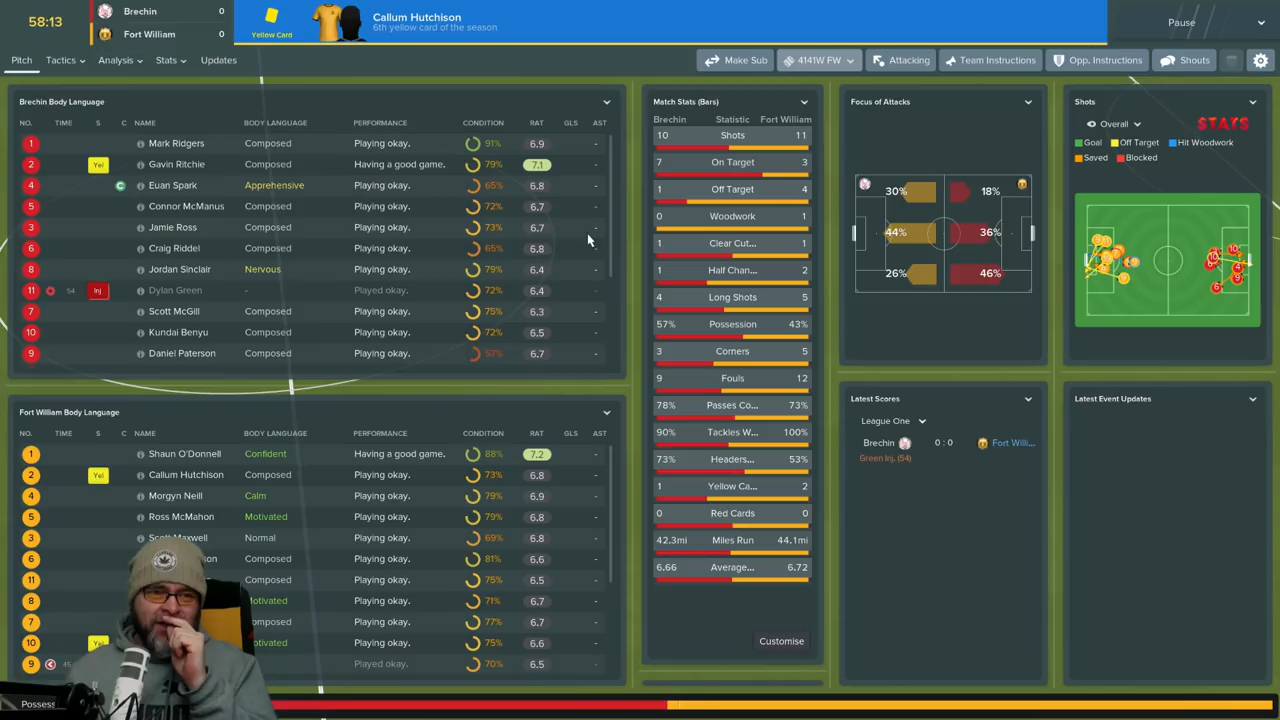 58:13
Brechin 0
Fort William 0
Yellow Card
Callum Hutchison
6th yellow card of the season
Pause
Pitch Tactics Analysis Stats Updates
Make Sub 4141W FW Attacking Team Instructions Opp. Instructions Shouts
Brechin Body Language
NO. TIME S C NAME BODY LANGUAGE PERFORMANCE CONDITION RAT GLS AST
1 Mark Ridgers Composed Playing okay. 91% 6.9 -
2 Yel Gavin Ritchie Composed Having a good game. 79% 7.1 -
4 C Euan Spark Apprehensive Playing okay. 65% 6.8 -
5 Connor McManus Composed Playing okay. 72% 6.7 -
3 Jamie Ross Composed Playing okay. 73% 6.7 -
6 Craig Riddel Composed Playing okay. 65% 6.8 -
8 Jordan Sinclair Nervous Playing okay. 79% 6.4 -
11 54 Inj Dylan Green - Played okay. 72% 6.4 -
7 Scott McGill Composed Playing okay. 75% 6.3 -
10 Kundai Benyu Composed Playing okay. 72% 6.5 -
9 Daniel Paterson Composed Playing okay. 57% 6.7 -
Fort William Body Language
NO. TIME S C NAME BODY LANGUAGE PERFORMANCE CONDITION RAT GLS AST
1 Shaun O'Donnell Confident Having a good game. 88% 7.2 -
2 Yel Callum Hutchison Composed Playing okay. 73% 6.8 -
4 Morgyn Neill Calm Playing okay. 79% 6.9 -
5 Ross McMahon Motivated Playing okay. 79% 6.8 -
3 Scott Maxwell Normal Playing okay. 69% 6.8 -
6 Composed Playing okay. 81% 6.6 -
11 Composed Playing okay. 75% 6.5 -
8 otivated Playing okay. 71% 6.7 -
7 omposed Playing okay. 77% 6.7 -
10 Yel otivated Playing okay. 75% 6.6 -
9 45 Played okay. 70% 6.5 -
Possess
Match Stats (Bars)
Brechin Statistic Fort William
10 Shots 11
7 On Target 3
1 Off Target 4
0 Woodwork 1
1 Clear Cut... 1
1 Half Chan... 2
4 Long Shots 5
57% Possession 43%
3 Corners 5
9 Fouls 12
78% Passes Co... 73%
90% Tackles W... 100%
73% Headers... 53%
1 Yellow Ca... 2
0 Red Cards 0
42.3mi Miles Run 44.1mi
6.66 Average... 6.72
Customise
Focus of Attacks
30% 18%
44% 36%
26% 46%
Shots
Overall STATS
Goal Off Target Hit Woodwork
Saved Blocked
Latest Scores
League One
Brechin 0 : 0 Fort Willi...
Green Inj. (54)
Latest Event Updates